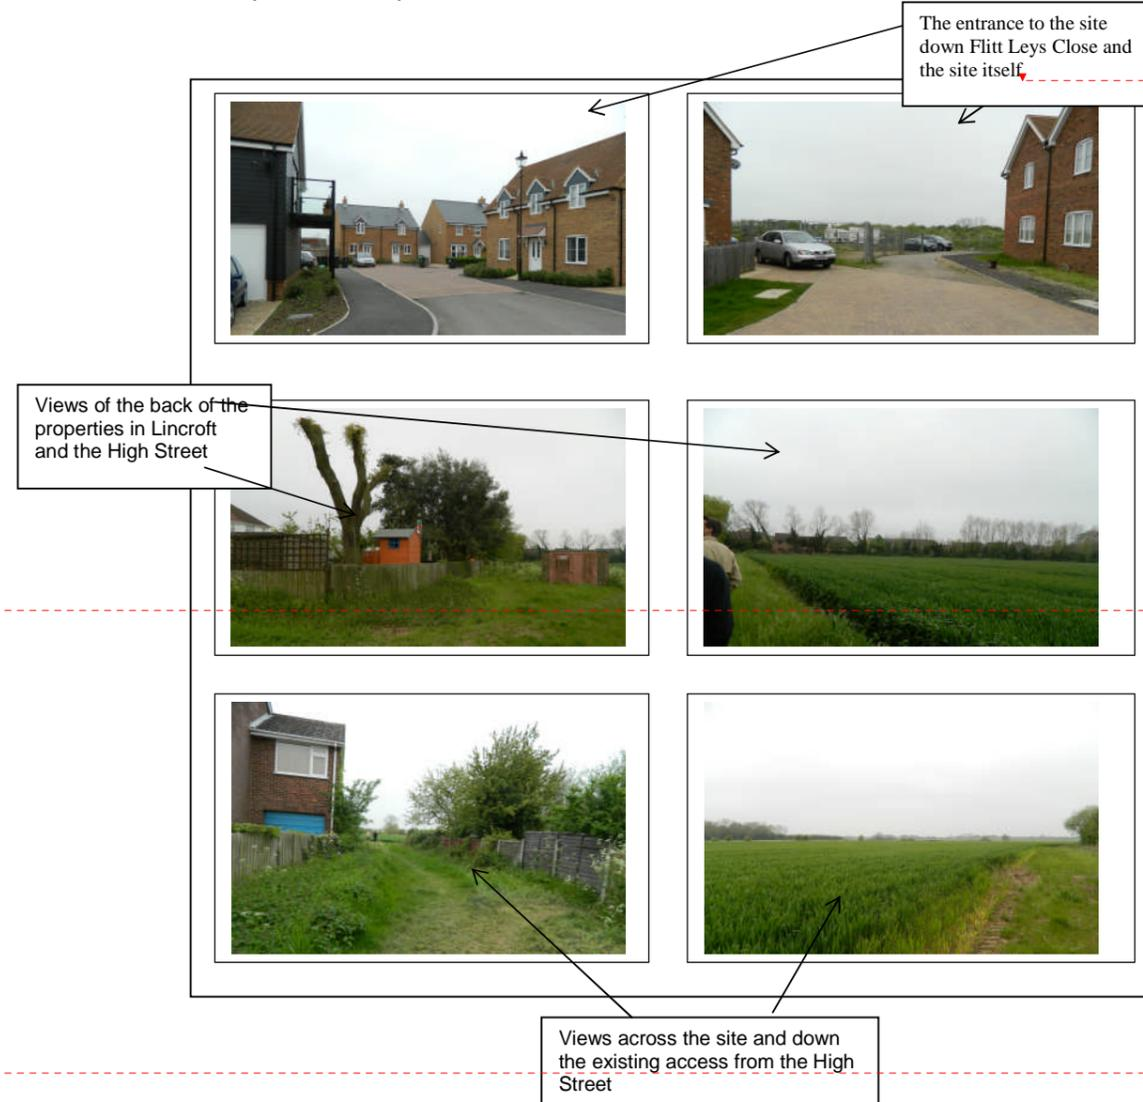 The entrance to the site
down Flitt Leys Close and
the site itself
Views of the back of the
properties in Lincroft
and the High Street
Views across the site and down
the existing access from the High
Street